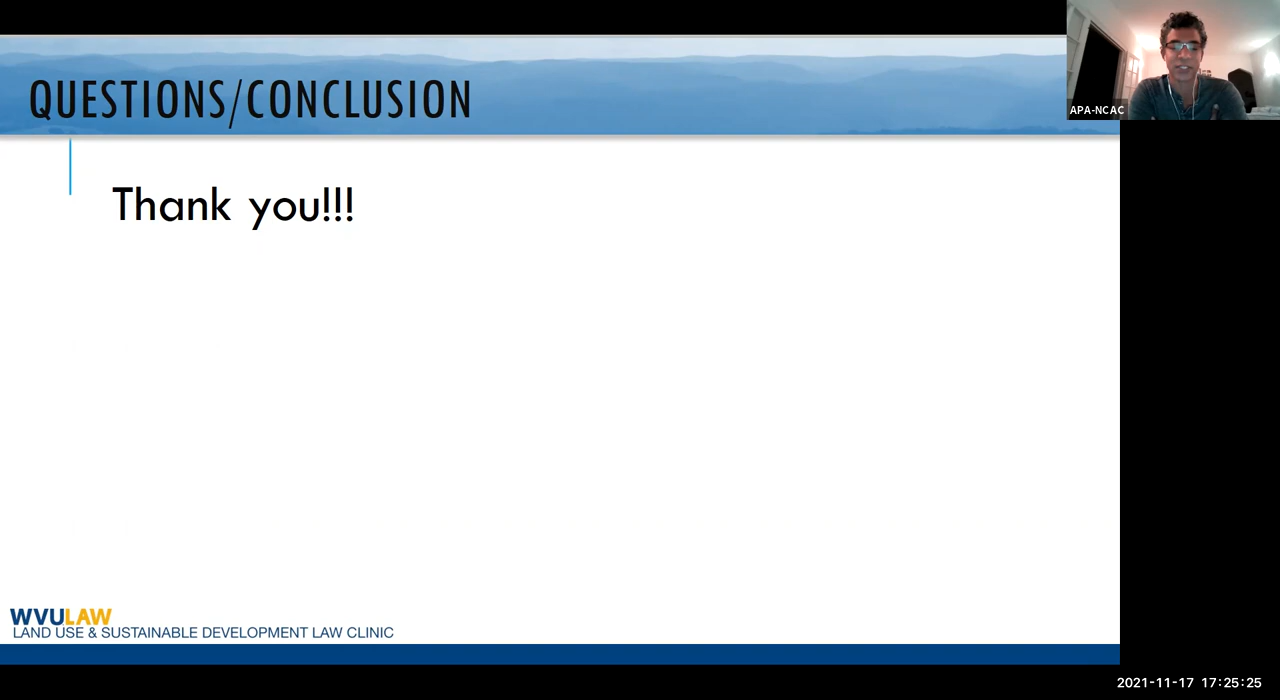 QUESTIONS/CONCLUSION
APA-NCAC
Thank you!!!
WVULAW
LAND USE & SUSTAINABLE DEVELOPMENT LAW CLINIC
2021-11-17 17:25:25